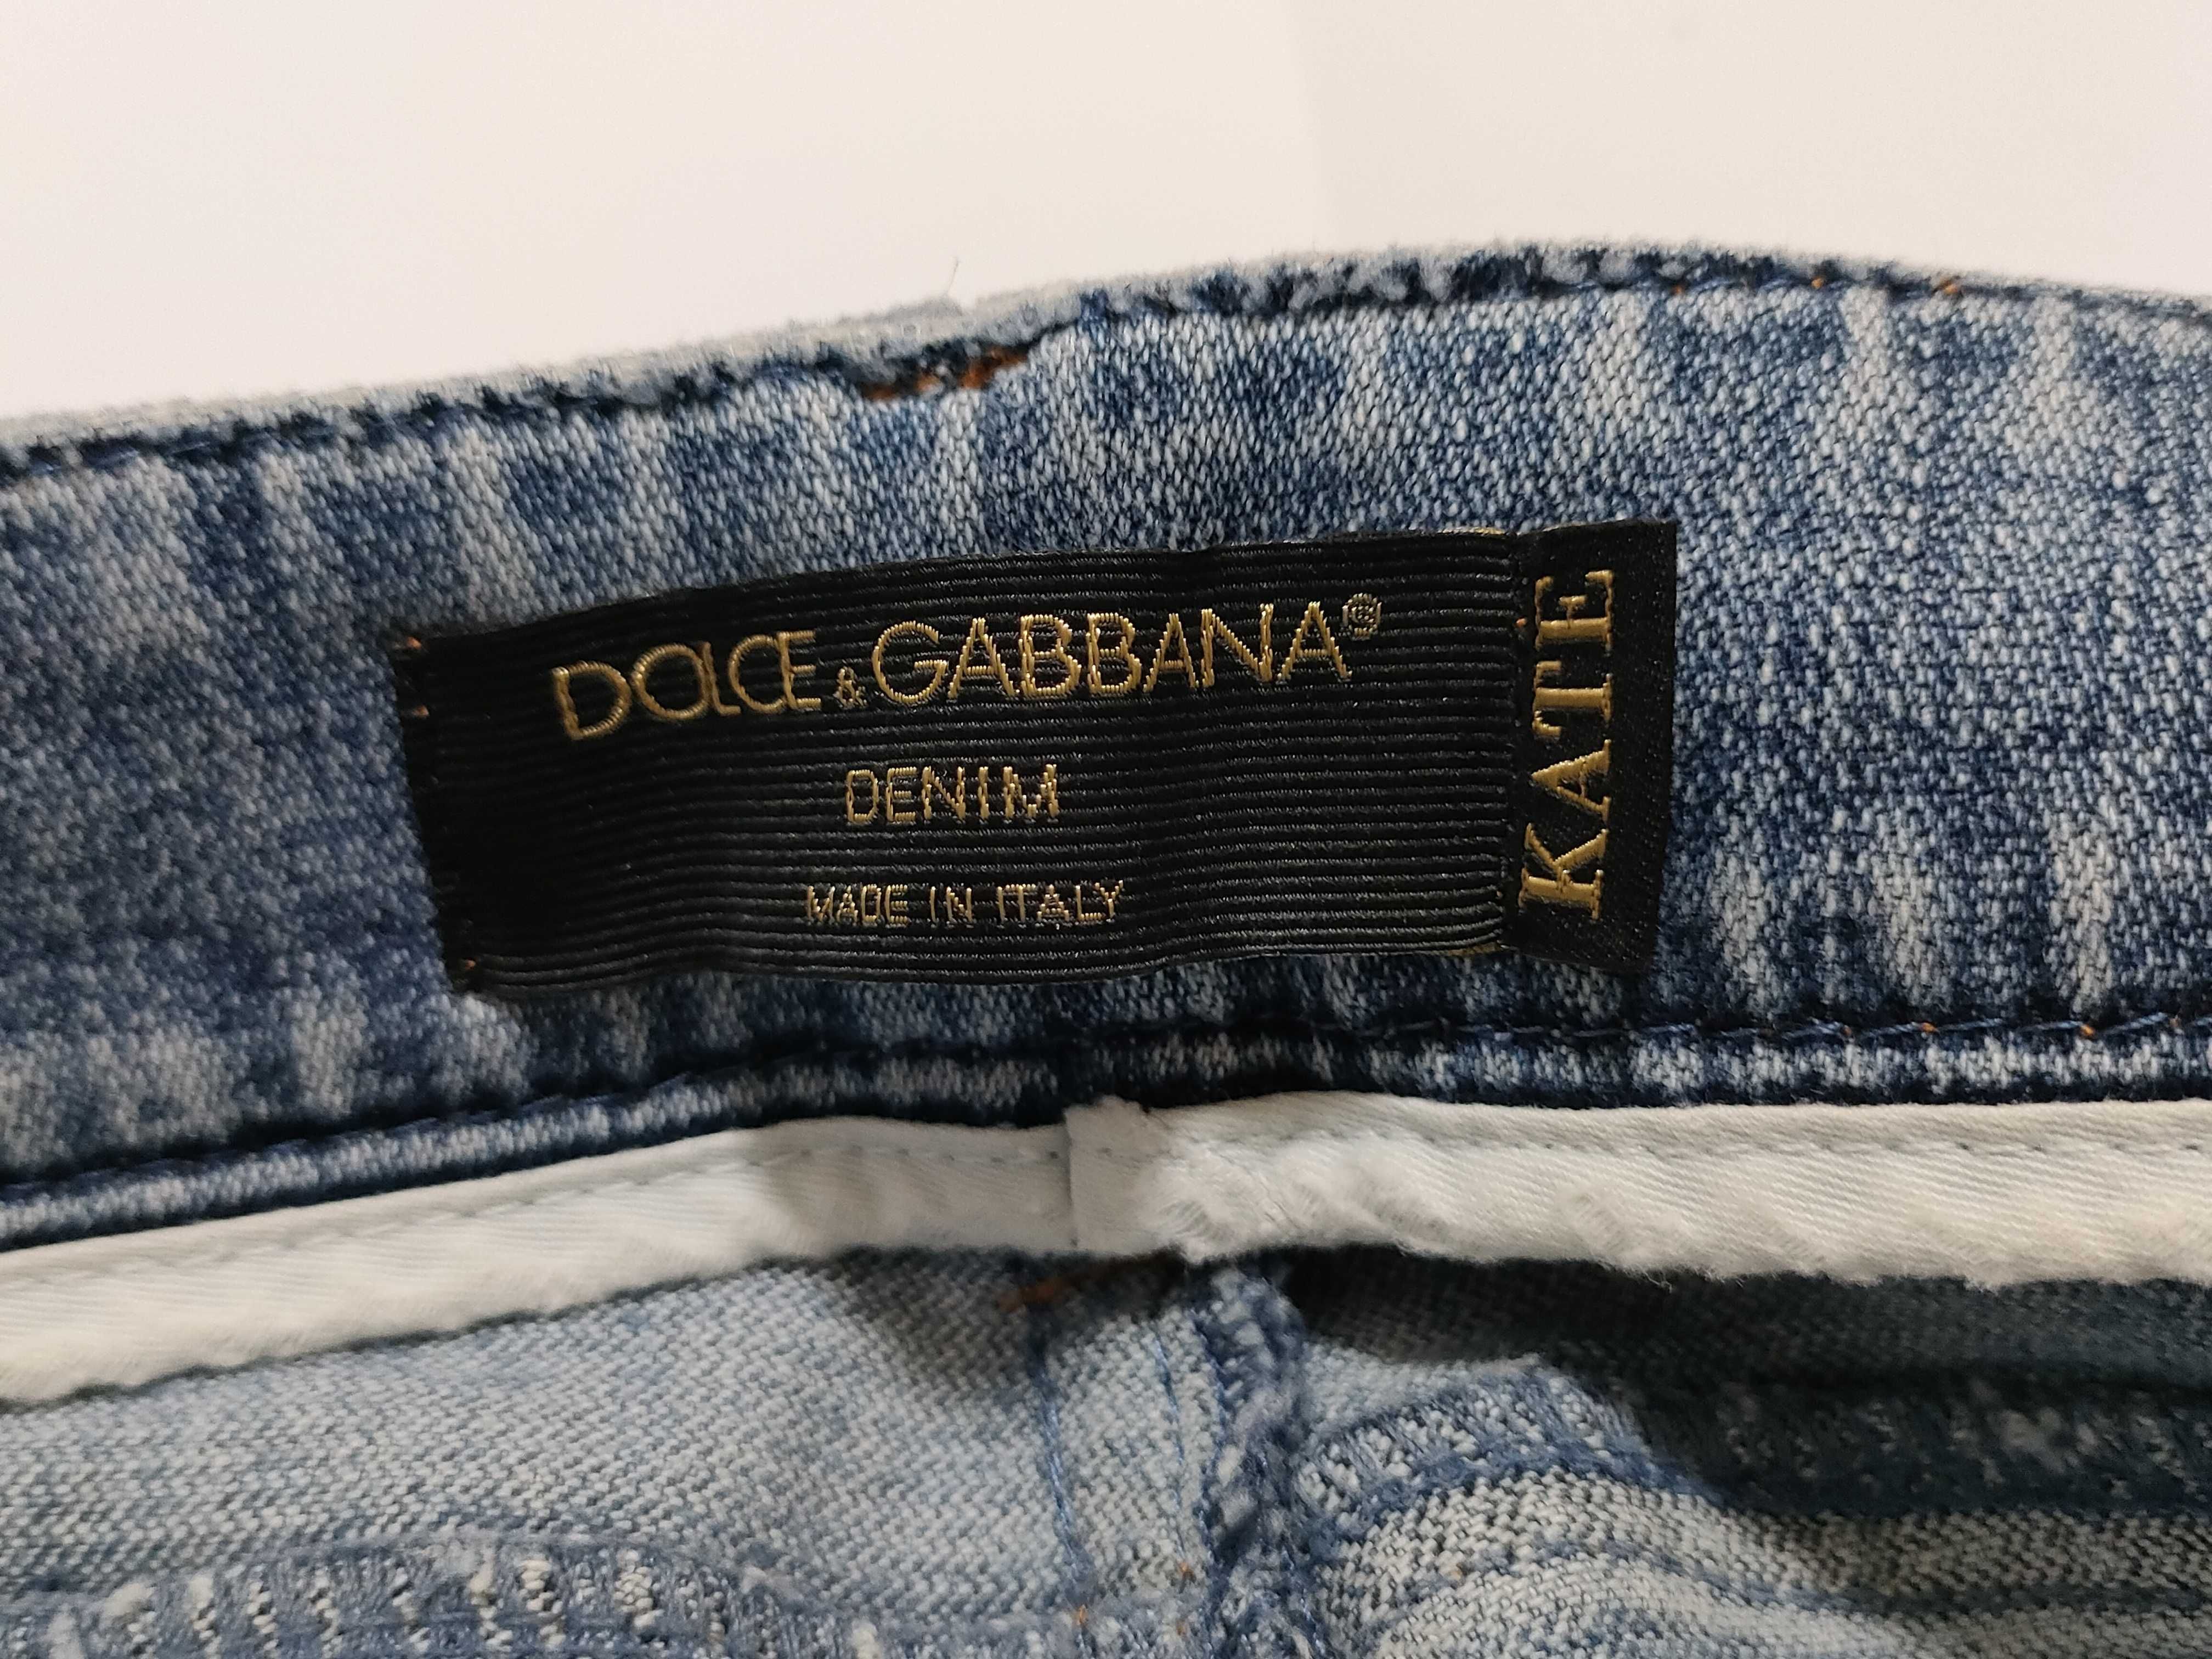 DOLCE & GABBANA®
DENIM
MADE IN ITALY
KATE